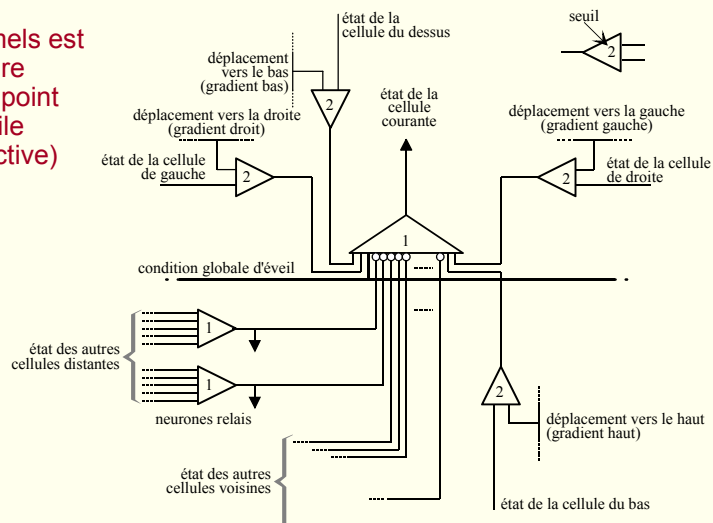 nels est
re
point
ile
ctive)
état de la
cellule du dessus
déplacement
vers le bas
(gradient bas)
2
seuil
2
état de la
cellule
courante
déplacement vers la droite
(gradient droit)
déplacement vers la gauche
(gradient gauche)
état de la cellule
de gauche
2
2
état de la cellule
de droite
1
condition globale d'éveil
état des autres
cellules distantes
1
1
neurones relais
2
déplacement vers le haut
(gradient haut)
état des autres
cellules voisines
état de la cellule du bas